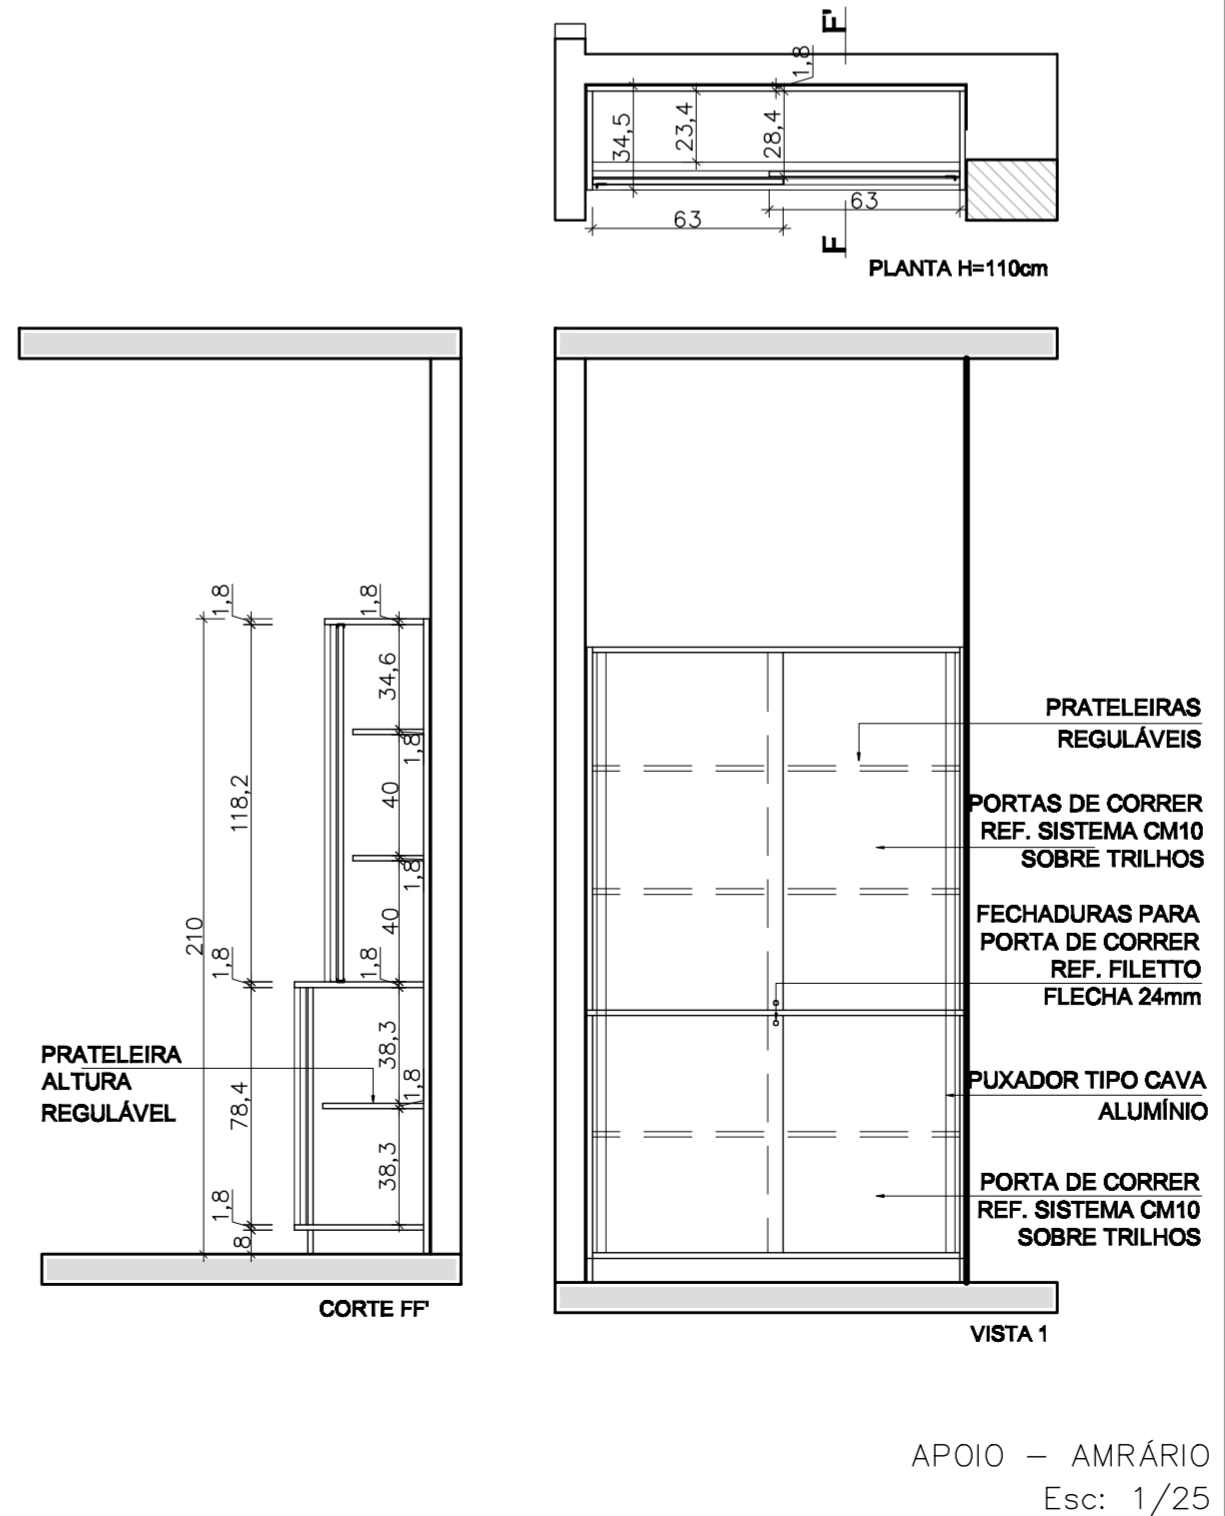 F'
1,8
34,5
23,4
28,4
63
63
F
PLANTA H=110cm
1,8
1,8
34,6
1,8
118,2
40
1,8
40
210
1,8
1,8
38,3
1,8
78,4
38,3
1,8
8
PRATELEIRA
ALTURA
REGULÁVEL
CORTE FF'
PRATELEIRAS
REGULÁVEIS
PORTAS DE CORRER
REF. SISTEMA CM10
SOBRE TRILHOS
FECHADURAS PARA
PORTA DE CORRER
REF. FILETTO
FLECHA 24mm
PUXADOR TIPO CAVA
ALUMÍNIO
PORTA DE CORRER
REF. SISTEMA CM10
SOBRE TRILHOS
VISTA 1
APOIO – AMRÁRIO
Esc: 1/25